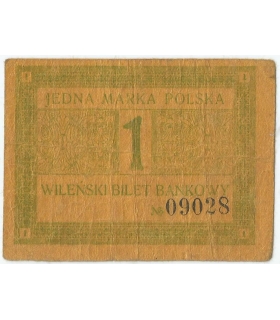 JEDNA MARKA POLSKA
1
WILEŃSKI BILET BANKOWY
№ 09028